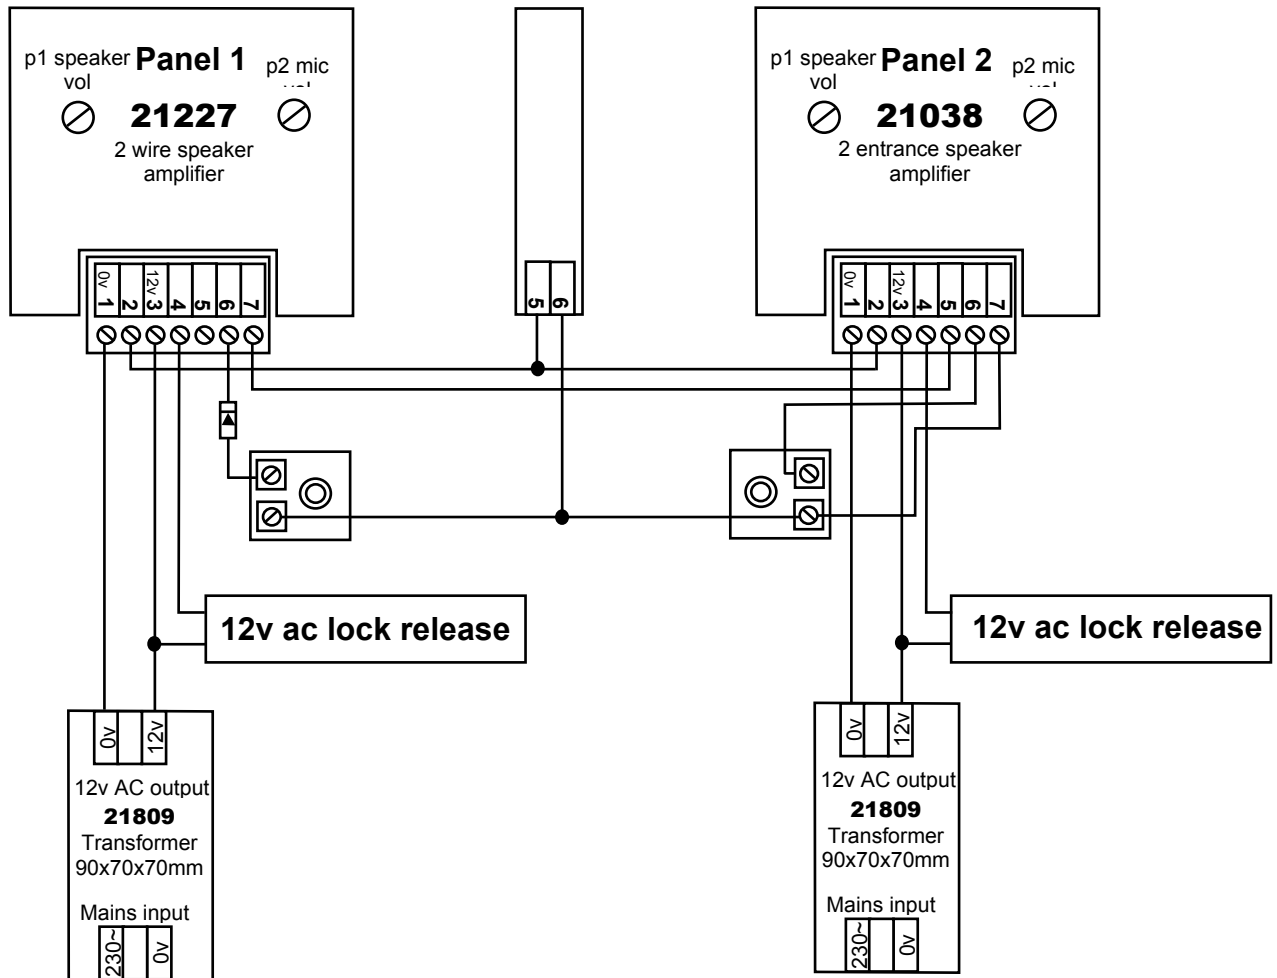 p1 speaker Panel 1 p2 mic
vol
21227
2 wire speaker
amplifier
0v 1 2 12v 3 4 5 6 7
5 6
p1 speaker Panel 2 p2 mic
vol
21038
2 entrance speaker
amplifier
0v 1 2 12v 3 4 5 6 7
12v ac lock release
12v ac lock release
0v 12v
12v AC output
21809
Transformer
90x70x70mm
Mains input
230~ 0v
0v 12v
12v AC output
21809
Transformer
90x70x70mm
Mains input
230~ 0v